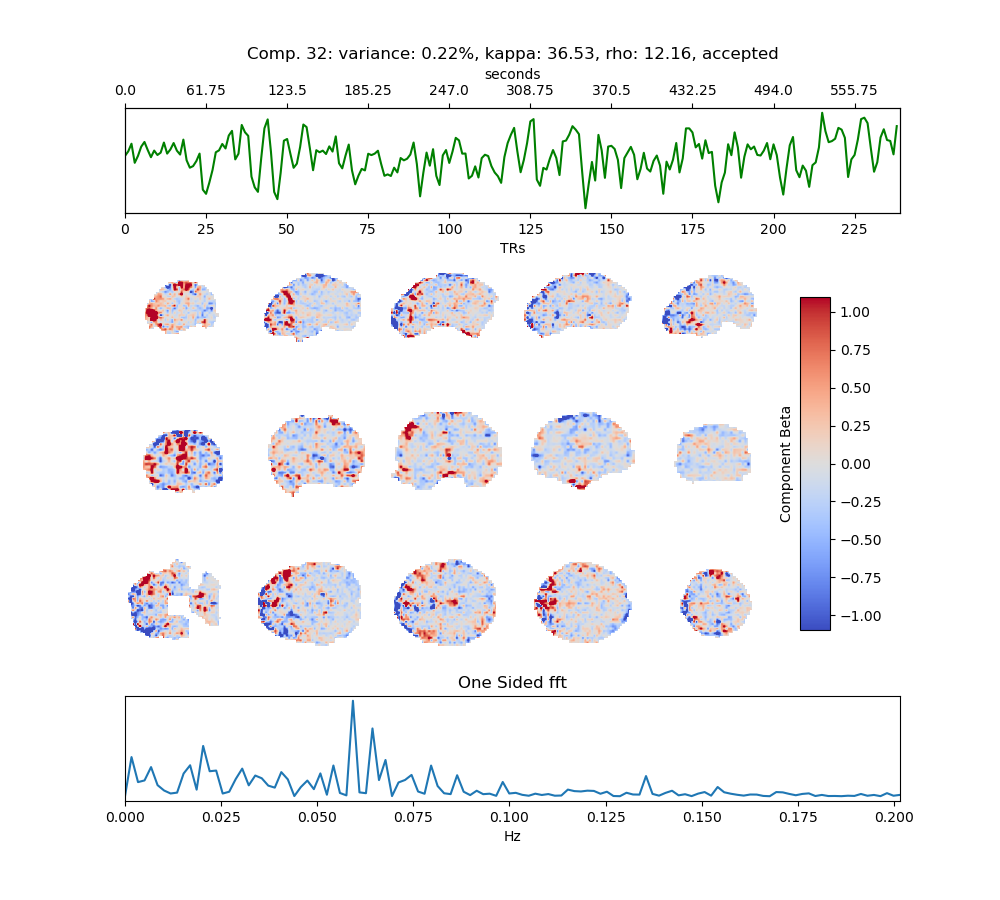 Comp. 32: variance: 0.22%, kappa: 36.53, rho: 12.16, accepted
seconds
0.0 61.75 123.5 185.25 247.0 308.75 370.5 432.25 494.0 555.75
0 25 50 75 100 125 150 175 200 225
TRs
1.00
0.75
0.50
0.25
0.00
−0.25
−0.50
−0.75
−1.00
Component Beta
One Sided fft
0.000 0.025 0.050 0.075 0.100 0.125 0.150 0.175 0.200
Hz